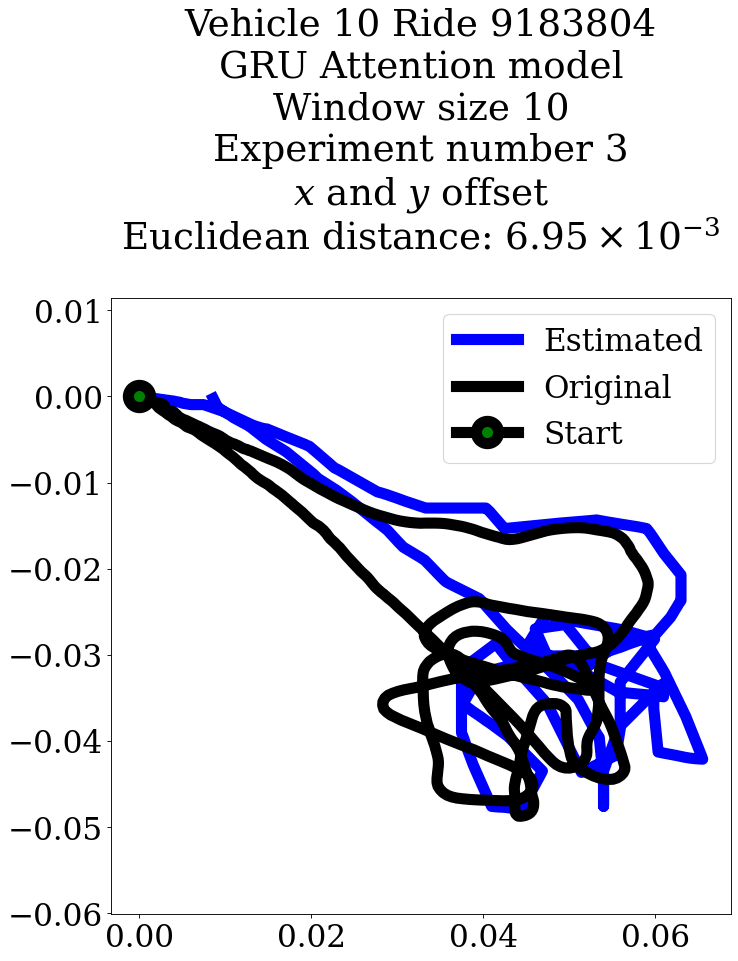 Vehicle 10 Ride 9183804
GRU Attention model
Window size 10
Experiment number 3
x and y offset
Euclidean distance: 6.95 × 10⁻³
0.01
0.00
−0.01
−0.02
−0.03
−0.04
−0.05
−0.06
Estimated
Original
Start
0.00 0.02 0.04 0.06